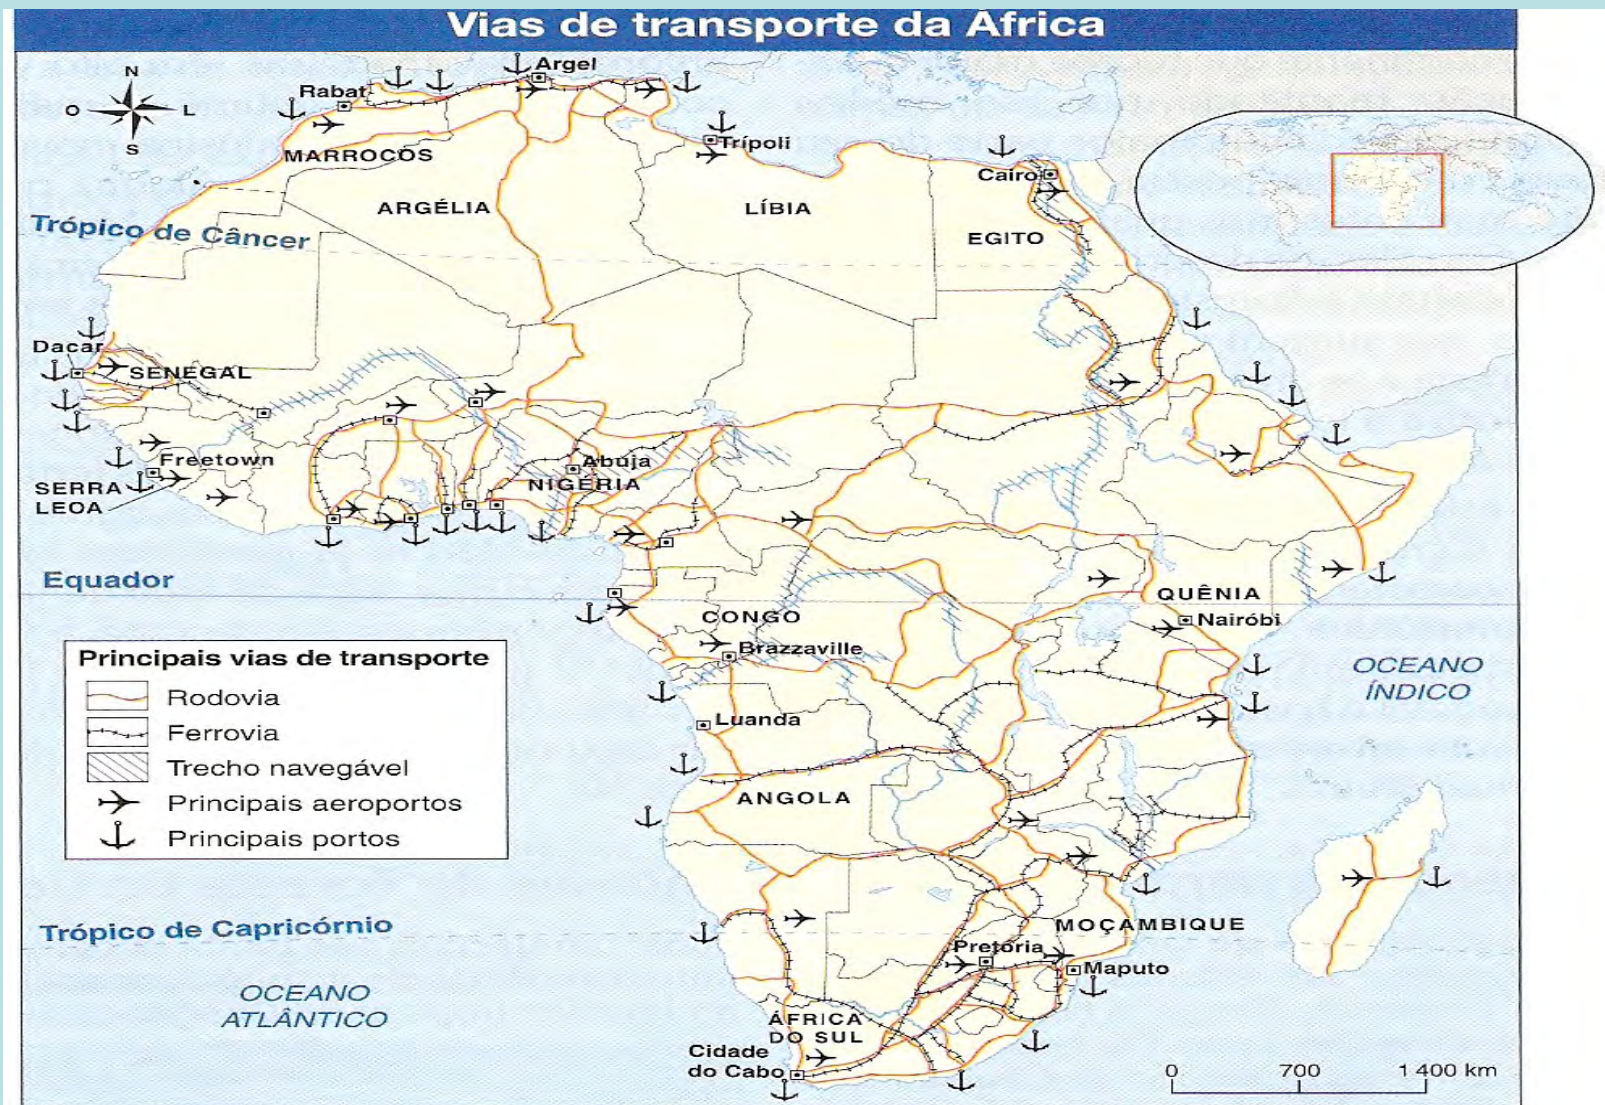 Vias de transporte da África
N
O
L
S
Argel
Rabat
Trípoli
MARROCOS
Cairo
ARGÉLIA
LÍBIA
EGITO
Trópico de Câncer
Dacar
SENEGAL
Freetown
Abuja
NIGÉRIA
SERRA
LEOA
Equador
QUÊNIA
CONGO
Nairóbi
Brazzaville
Principais vias de transporte
Rodovia
Ferrovia
Trecho navegável
Principais aeroportos
Principais portos
OCEANO
ÍNDICO
Luanda
ANGOLA
Trópico de Capricórnio
MOÇAMBIQUE
Pretória
Maputo
OCEANO
ATLÂNTICO
ÁFRICA
DO SUL
Cidade
do Cabo
0 700 1 400 km